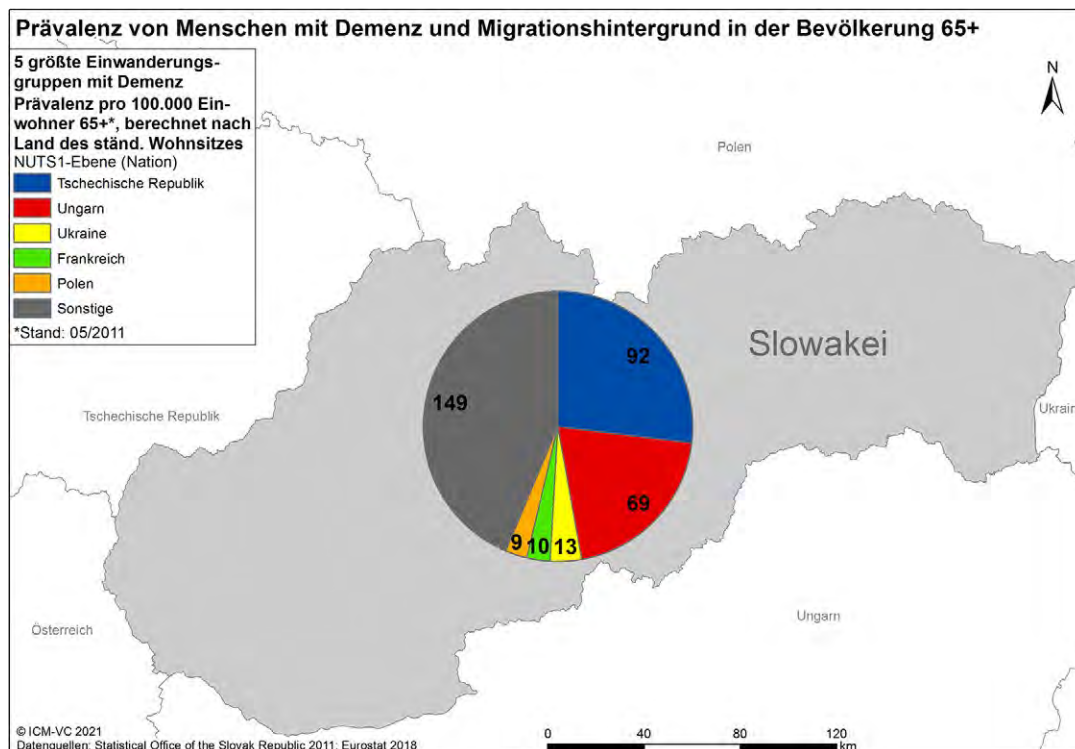 Prävalenz von Menschen mit Demenz und Migrationshintergrund in der Bevölkerung 65+
5 größte Einwanderungs-
gruppen mit Demenz
Prävalenz pro 100.000 Ein-
wohner 65+*, berechnet nach
Land des ständ. Wohnsitzes
NUTS1-Ebene (Nation)
Tschechische Republik
Ungarn
Ukraine
Frankreich
Polen
Sonstige
*Stand: 05/2011
N
Polen
Slowakei
92
149
Tschechische Republik
Ukrain
69
9
10
13
Österreich
Ungarn
© ICM-VC 2021
Datenquellen: Statistical Office of the Slovak Republic 2011; Eurostat 2018
0 40 80 120
km